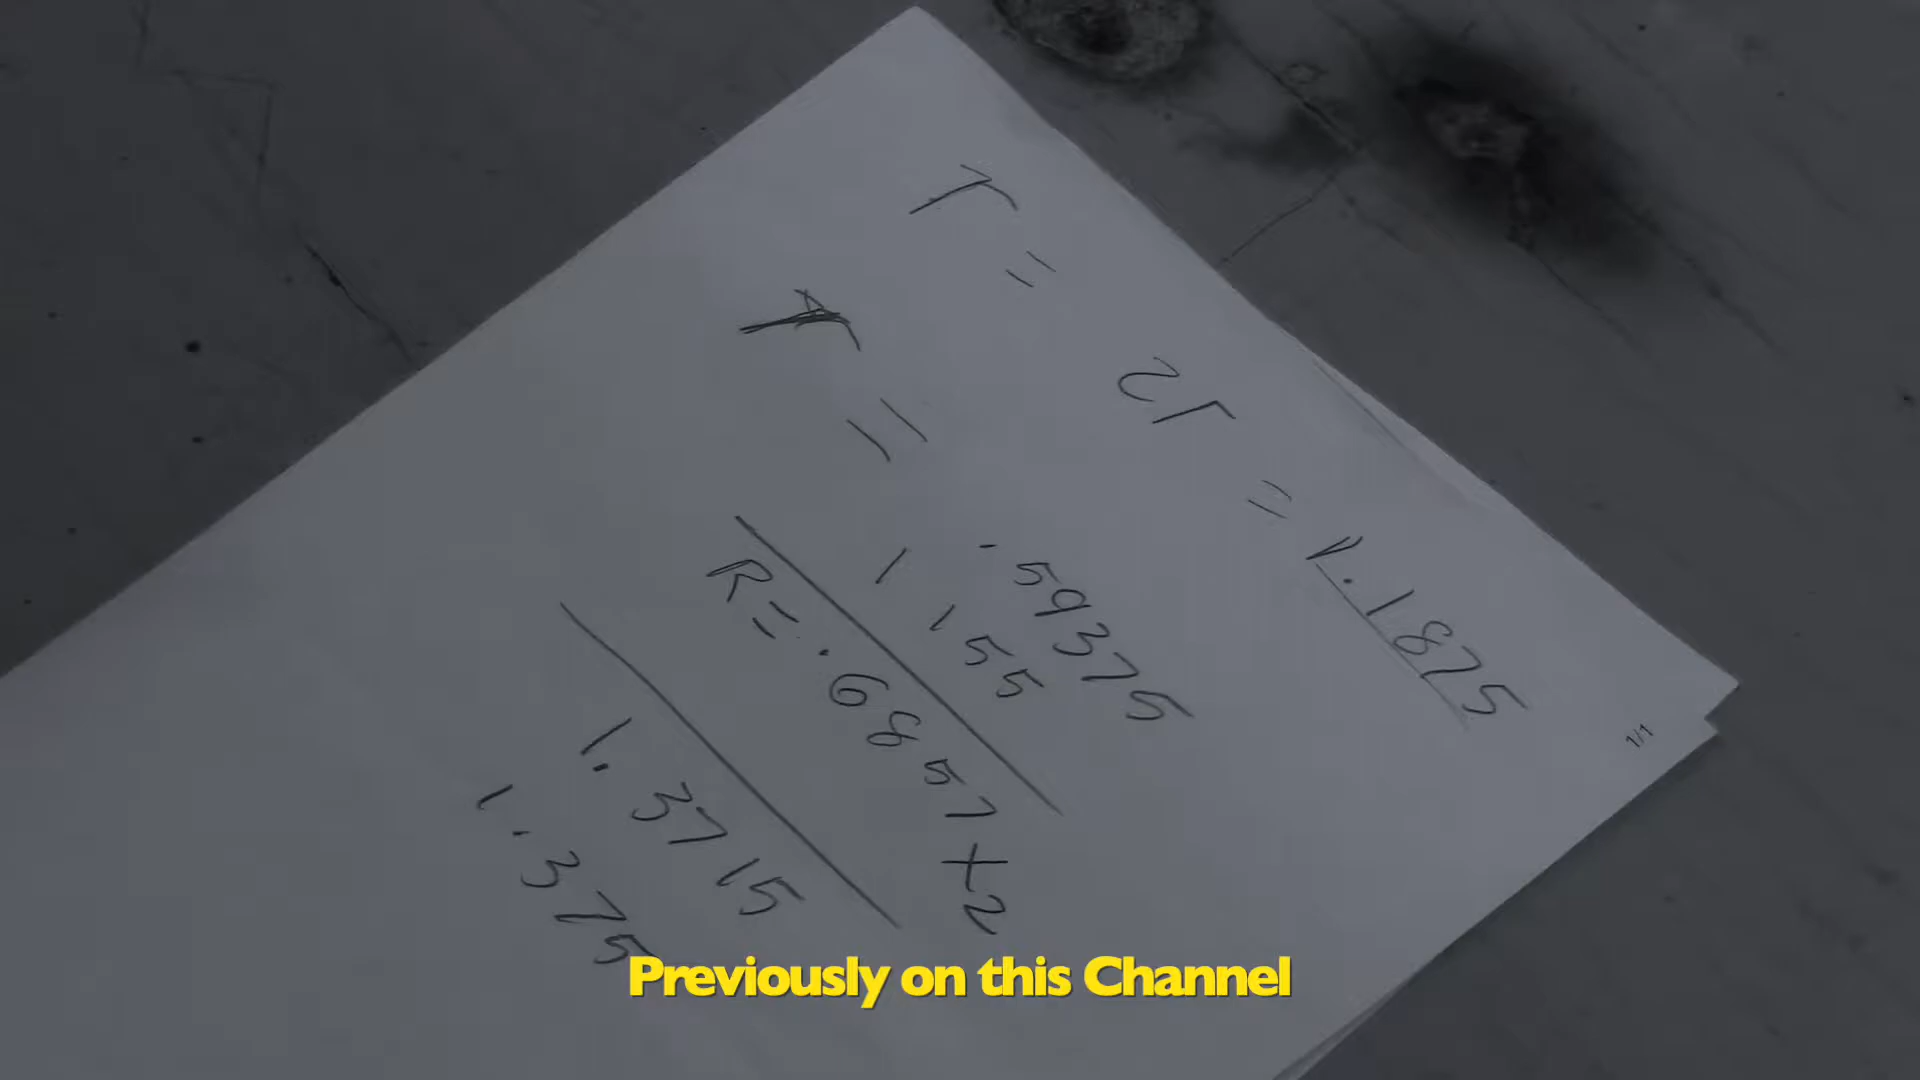 r = 2r = 1.1875
r = .59375
1.155
R = .6857 x 2
1.3715
1.375
1/1
Previously on this Channel